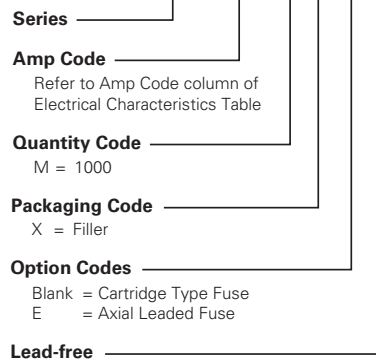 Series
Amp Code
Refer to Amp Code column of
Electrical Characteristics Table
Quantity Code
M = 1000
Packaging Code
X = Filler
Option Codes
Blank = Cartridge Type Fuse
E = Axial Leaded Fuse
Lead-free